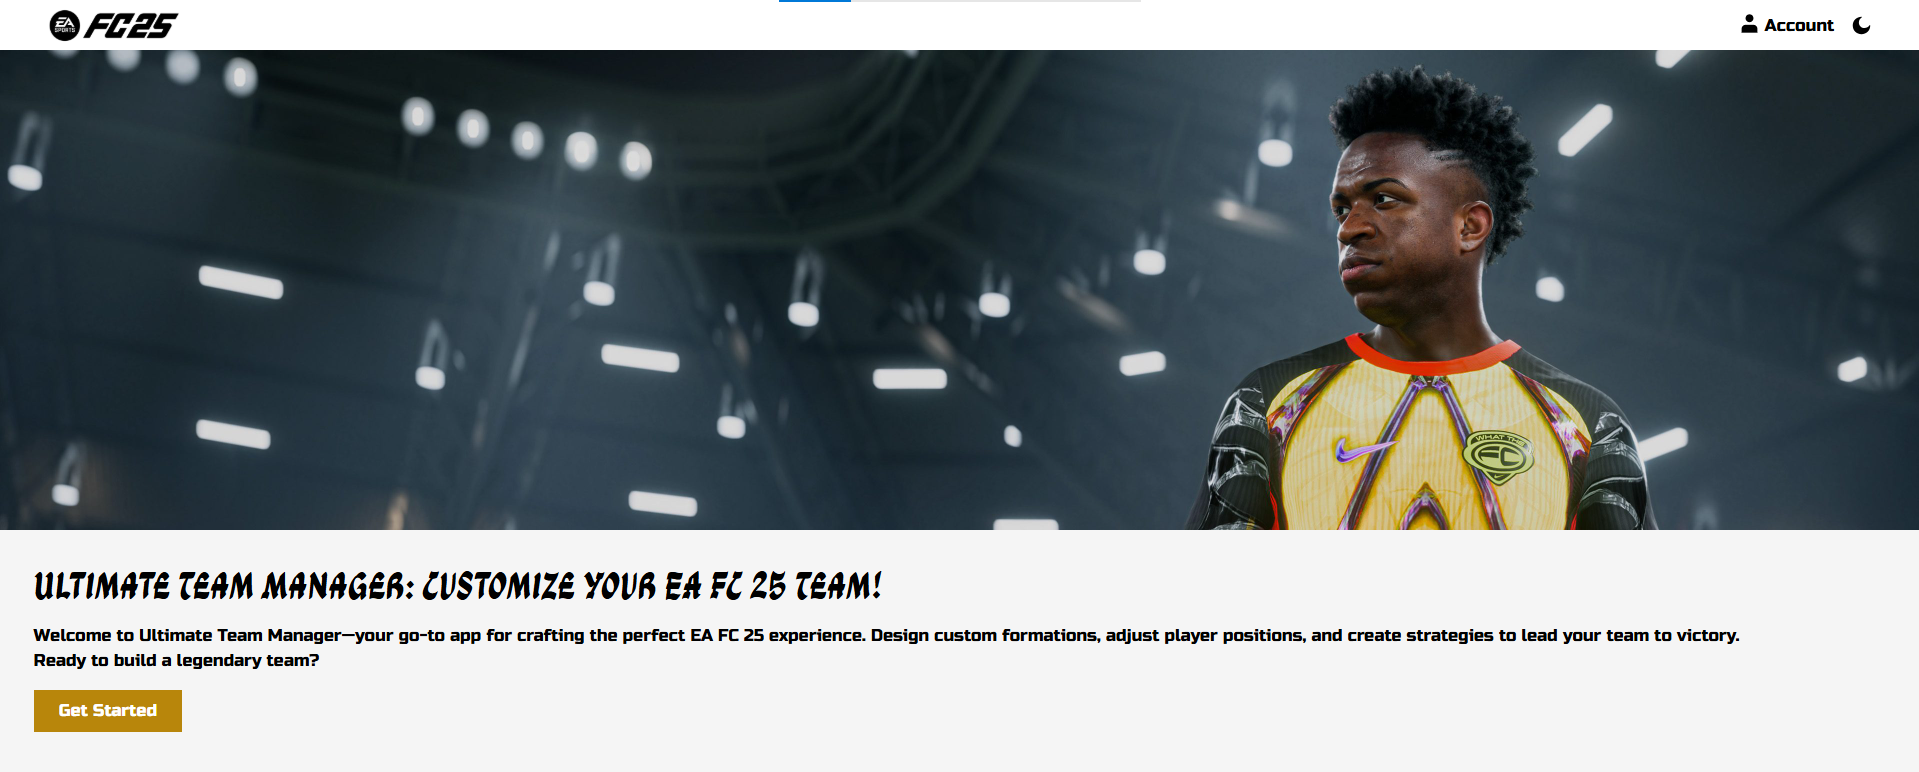 EA
SPORTS
FC25
Account
WHAT THE
FC
ULTIMATE TEAM MANAGER: CUSTOMIZE YOUR EA FC 25 TEAM!
Welcome to Ultimate Team Manager—your go-to app for crafting the perfect EA FC 25 experience. Design custom formations, adjust player positions, and create strategies to lead your team to victory.
Ready to build a legendary team?
Get Started